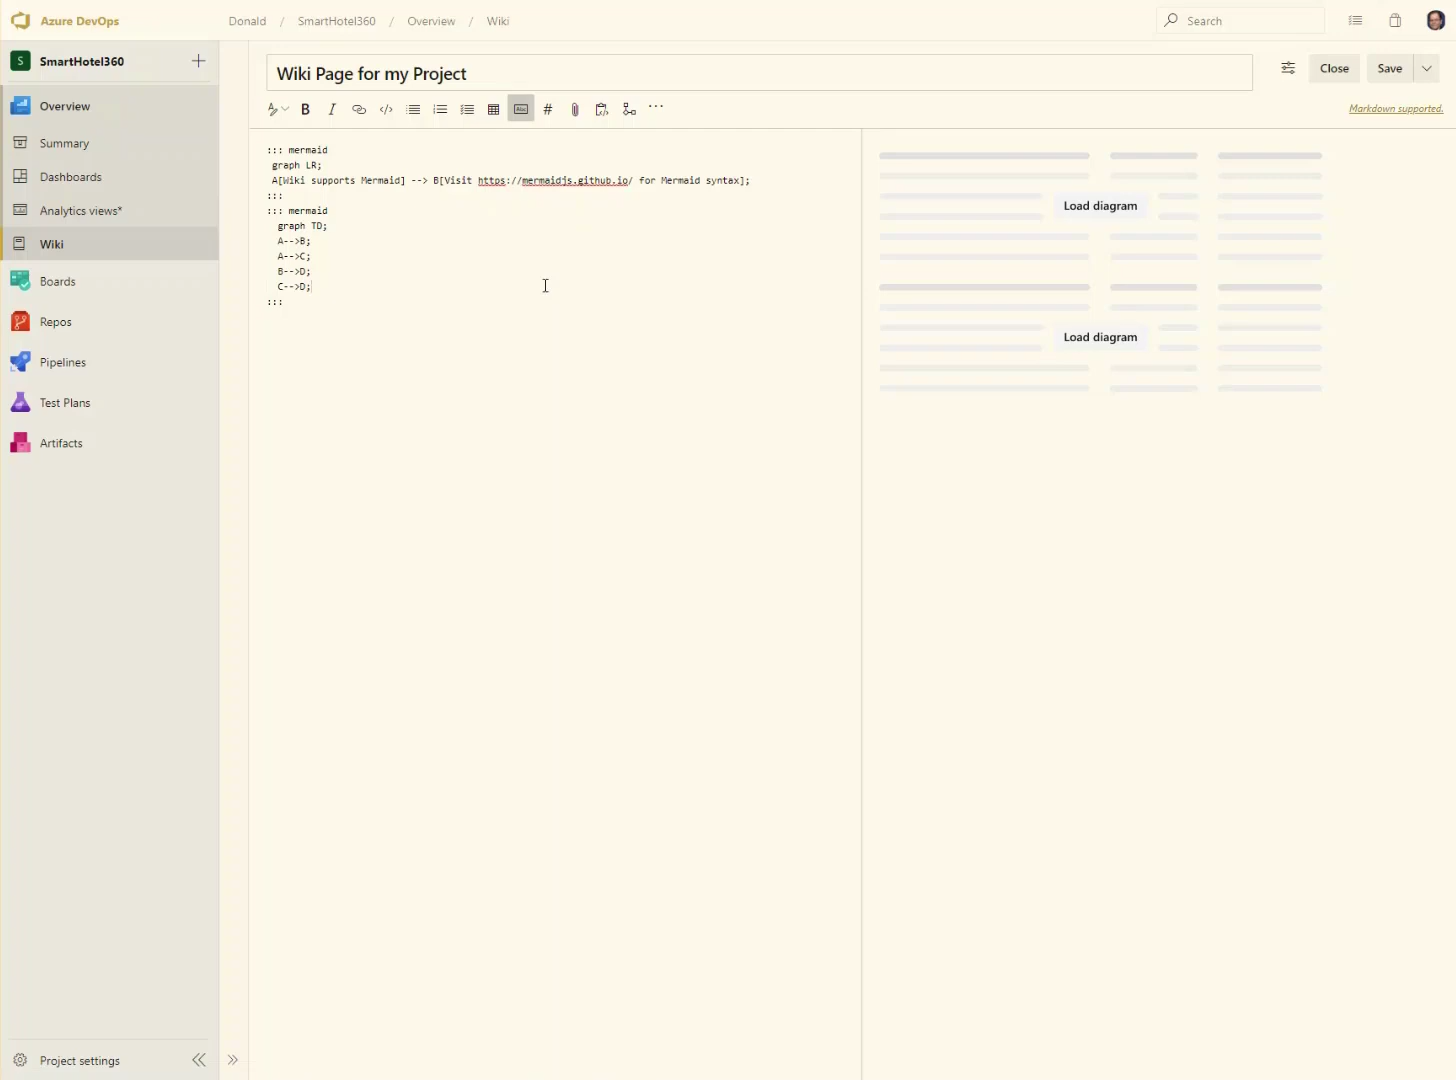 Azure DevOps
Donald / SmartHotel360 / Overview / Wiki
Search
S SmartHotel360
Overview
Summary
Dashboards
Analytics views*
Wiki
Boards
Repos
Pipelines
Test Plans
Artifacts
Project settings
Wiki Page for my Project
Close
Save
B I </> Abc # ...
Markdown supported.
::: mermaid
graph LR;
A[Wiki supports Mermaid] --> B[Visit https://mermaidjs.github.io/ for Mermaid syntax];
:::
::: mermaid
graph TD;
A-->B;
A-->C;
B-->D;
C-->D;
:::
Load diagram
Load diagram